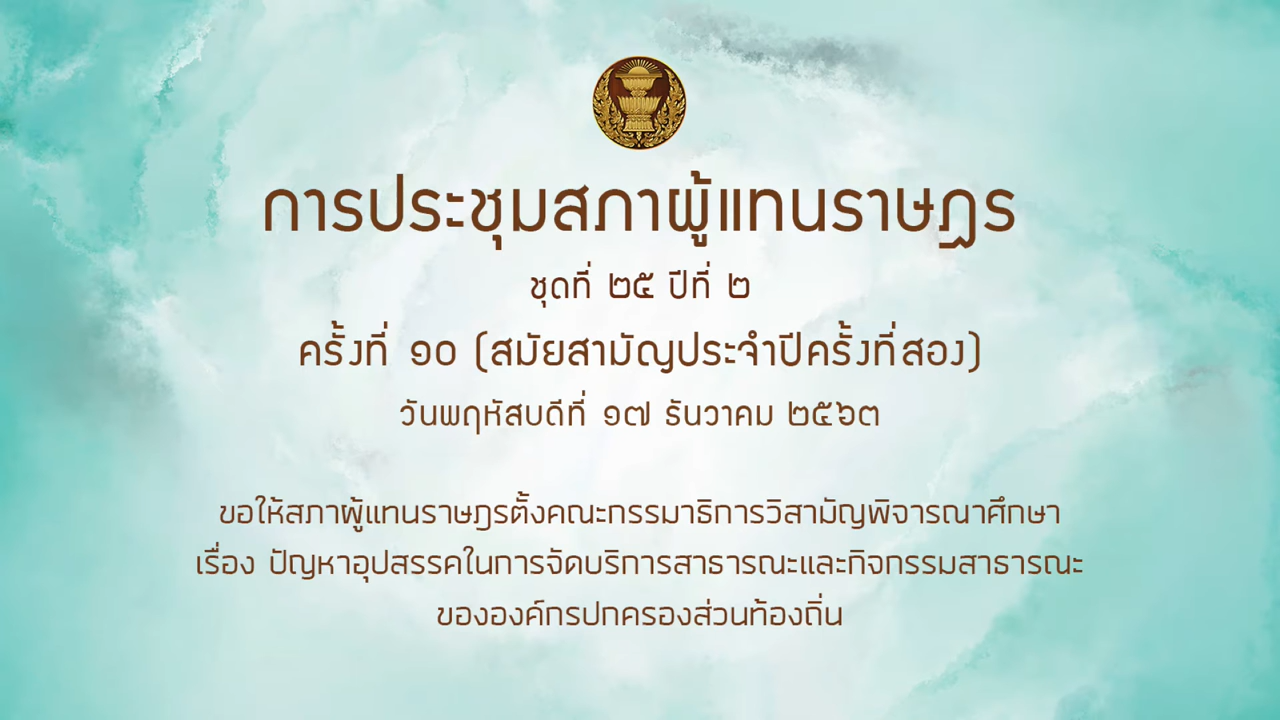 การประชุมสภาผู้แทนราษฎร
ชุดที่ ๒๕ ปีที่ ๒
ครั้งที่ ๑๐ (สมัยสามัญประจำปีครั้งที่สอง)
วันพฤหัสบดีที่ ๑๗ ธันวาคม ๒๕๖๓
ขอให้สภาผู้แทนราษฎรตั้งคณะกรรมาธิการวิสามัญพิจารณาศึกษา
เรื่อง ปัญหาอุปสรรคในการจัดบริการสาธารณะและกิจกรรมสาธารณะ
ขององค์กรปกครองส่วนท้องถิ่น